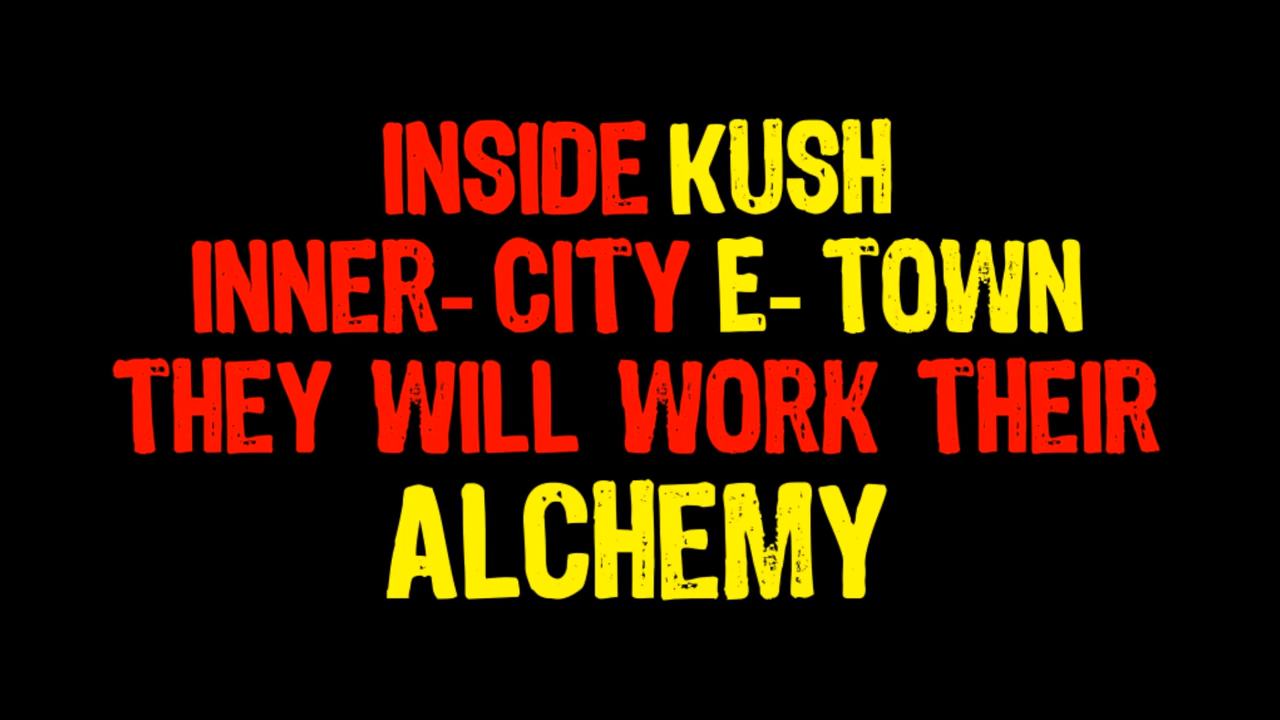 INSIDE KUSH
INNER- CITY E- TOWN
THEY WILL WORK THEIR
ALCHEMY